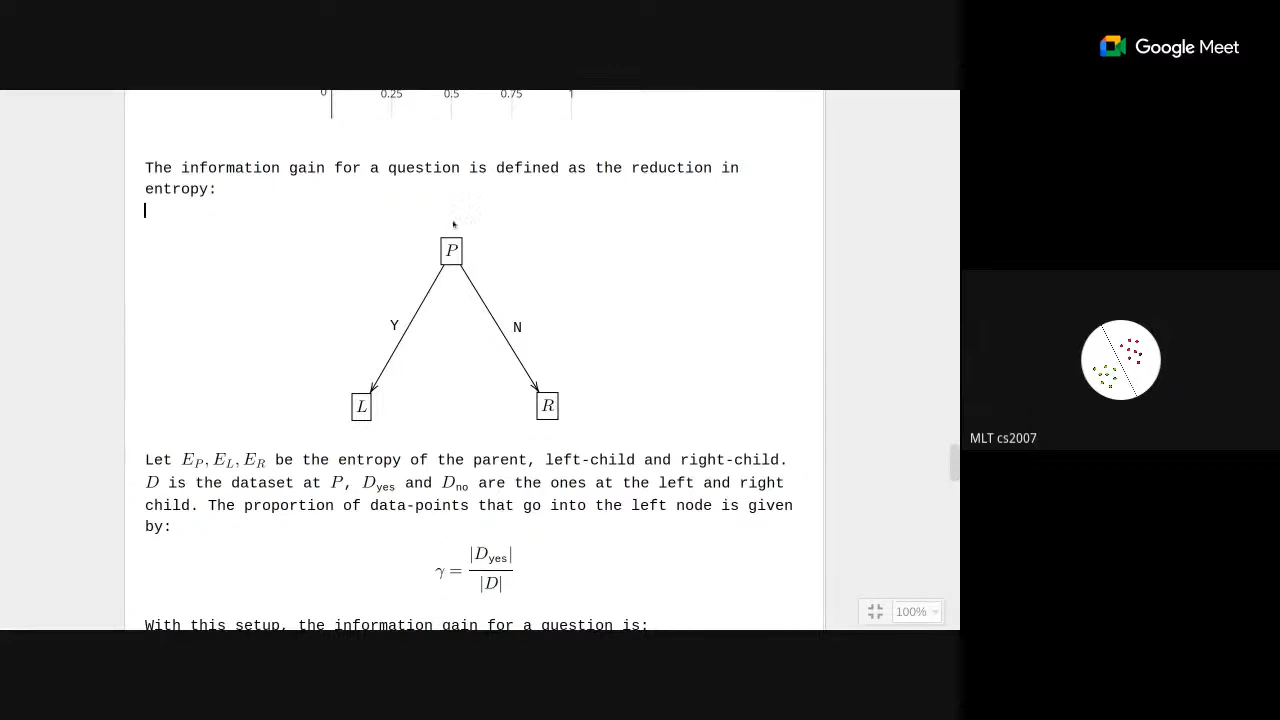 Google Meet
0 0.25 0.5 0.75 1
The information gain for a question is defined as the reduction in
entropy:
P
Y N
L R
Let E_P, E_L, E_R be the entropy of the parent, left-child and right-child.
D is the dataset at P, D_yes and D_no are the ones at the left and right
child. The proportion of data-points that go into the left node is given
by:
γ = |D_yes| / |D|
With this setup, the information gain for a question is:
100%
MLT cs2007